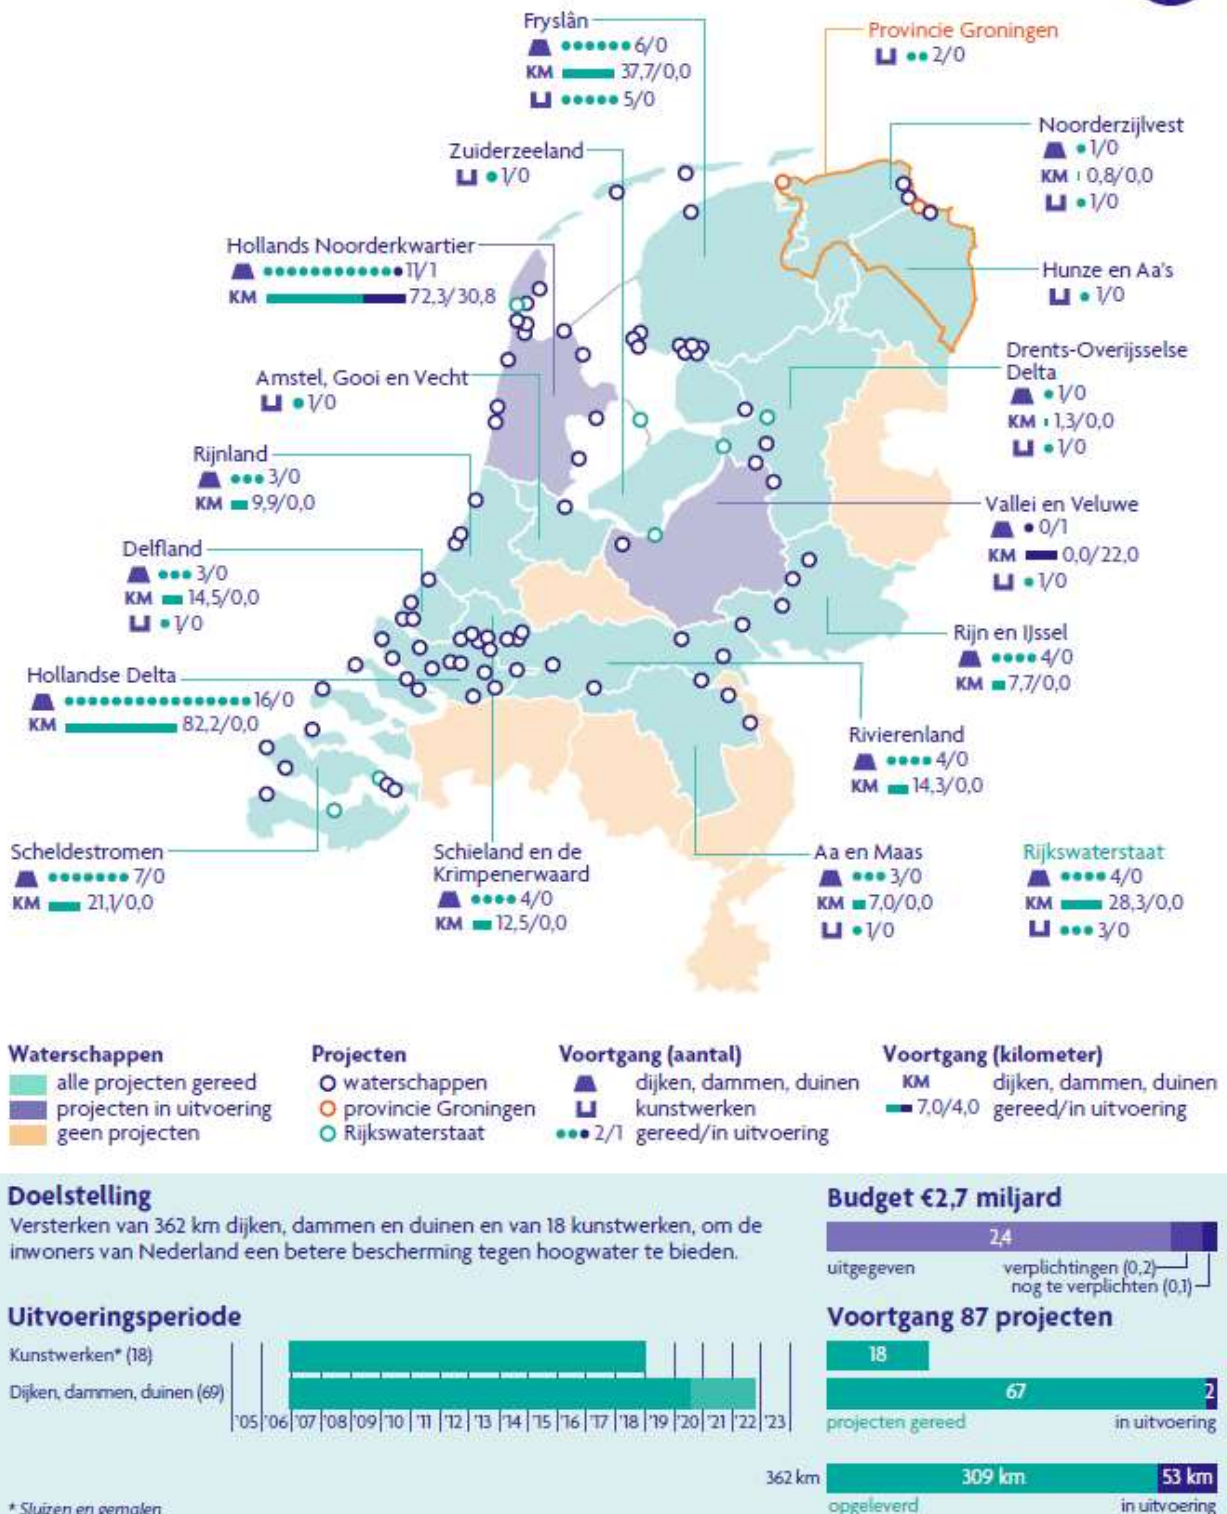 Fryslân
6/0
KM 37,7/0,0
5/0
Provincie Groningen
2/0
Noorderzijlvest
1/0
KM 0,8/0,0
1/0
Zuiderzeeland
1/0
Hollands Noorderkwartier
11/1
KM 72,3/30,8
Hunze en Aa's
1/0
Amstel, Gooi en Vecht
1/0
Drents-Overijsselse
Delta
1/0
KM 1,3/0,0
1/0
Rijnland
3/0
KM 9,9/0,0
Vallei en Veluwe
0/1
KM 0,0/22,0
1/0
Delfland
3/0
KM 14,5/0,0
1/0
Rijn en IJssel
4/0
KM 7,7/0,0
Hollandse Delta
16/0
KM 82,2/0,0
Rivierenland
4/0
KM 14,3/0,0
Scheldestromen
7/0
KM 21,1/0,0
Schieland en de
Krimpenerwaard
4/0
KM 12,5/0,0
Aa en Maas
3/0
KM 7,0/0,0
1/0
Rijkswaterstaat
4/0
KM 28,3/0,0
3/0
Waterschappen
alle projecten gereed
projecten in uitvoering
geen projecten
Projecten
waterschappen
provincie Groningen
Rijkswaterstaat
Voortgang (aantal)
dijken, dammen, duinen
kunstwerken
2/1 gereed/in uitvoering
Voortgang (kilometer)
KM dijken, dammen, duinen
7,0/4,0 gereed/in uitvoering
Doelstelling
Versterken van 362 km dijken, dammen en duinen en van 18 kunstwerken, om de
inwoners van Nederland een betere bescherming tegen hoogwater te bieden.
Budget €2,7 miljard
2,4
uitgegeven verplichtingen (0,2)
nog te verplichten (0,1)
Uitvoeringsperiode
Kunstwerken* (18)
Dijken, dammen, duinen (69)
'05 '06 '07 '08 '09 '10 '11 '12 '13 '14 '15 '16 '17 '18 '19 '20 '21 '22 '23
Voortgang 87 projecten
18
67 2
projecten gereed in uitvoering
362 km 309 km 53 km
opgeleverd in uitvoering
* Sluizen en gemalen